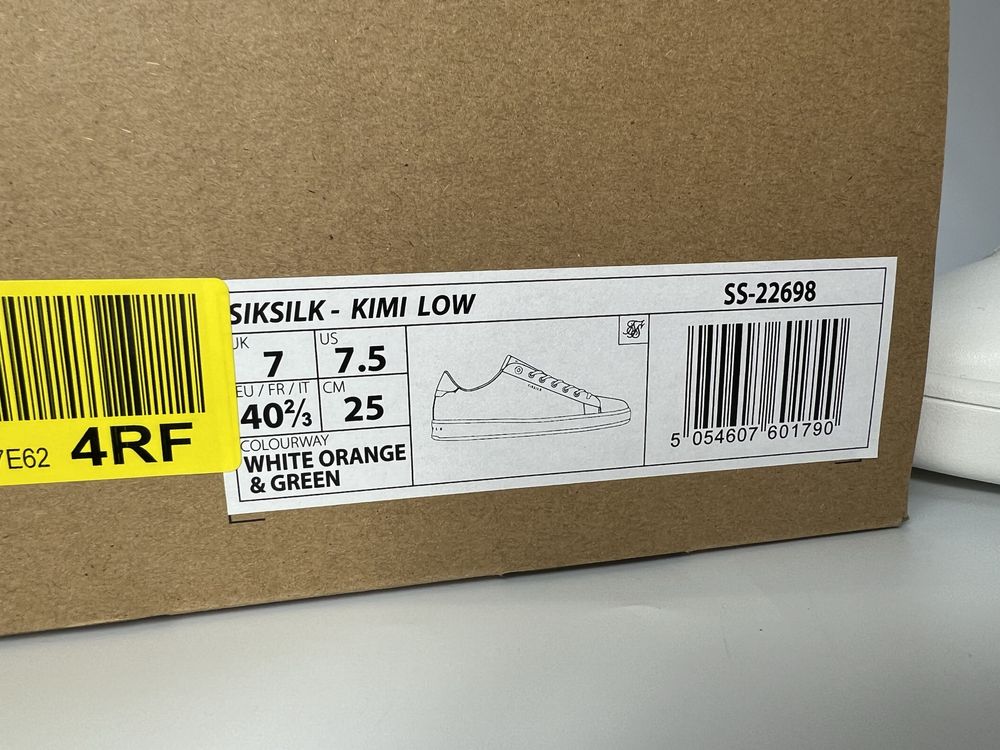 7E62 4RF
SIKSILK - KIMI LOW
SS-22698
UK
7
US
7.5
EU / FR / IT
40⅔
CM
25
COLOURWAY
WHITE ORANGE
& GREEN
5 054607 601790